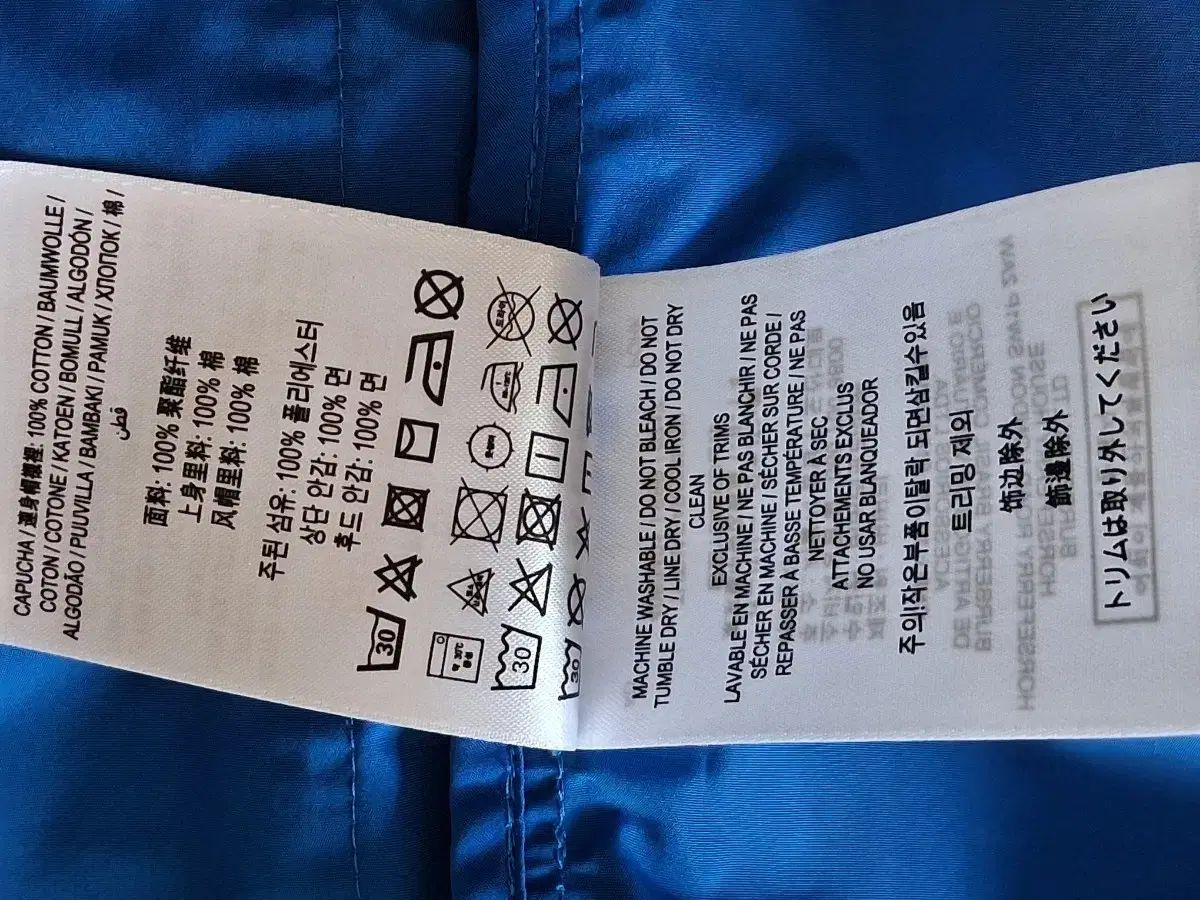 CAPUCHA / 連身帽帽裡: 100% COTTON / BAUMWOLLE /
COTON / COTONE / KATOEN / BOMULL / ALGODÓN /
ALGODÃO / PUUVILLA / BAMBAKI / PAMUK / ХЛОПОК / 棉 /
قطن
面料: 100% 聚酯纤维
上身里料: 100% 棉
风帽里料: 100% 棉
주된 섬유: 100% 폴리에스터
상단 안감: 100% 면
후드 안감: 100% 면
30
30
30
MACHINE WASHABLE / DO NOT BLEACH / DO NOT
TUMBLE DRY / LINE DRY / COOL IRON / DO NOT DRY
CLEAN
EXCLUSIVE OF TRIMS
LAVABLE EN MACHINE / NE PAS BLANCHIR / NE PAS
SÉCHER EN MACHINE / SÉCHER SUR CORDE /
REPASSER À BASSE TEMPÉRATURE / NE PAS
NETTOYER À SEC
ATTACHEMENTS EXCLUS
NO USAR BLANQUEADOR
주의!작은부품이탈락 되면삼킬수있음
트리밍 제외
饰边除外
飾邊除外
トリムは取り外してください